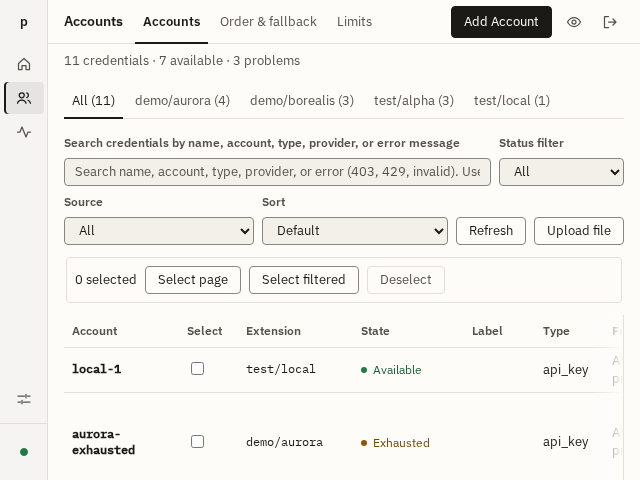 p
Accounts Accounts Order & fallback Limits Add Account
11 credentials · 7 available · 3 problems
All (11) demo/aurora (4) demo/borealis (3) test/alpha (3) test/local (1)
Search credentials by name, account, type, provider, or error message Status filter
Search name, account, type, provider, or error (403, 429, invalid). Use All
Source Sort
All Default Refresh Upload file
0 selected Select page Select filtered Deselect
Account Select Extension State Label Type
local-1 test/local Available api_key
aurora-
exhausted demo/aurora Exhausted api_key